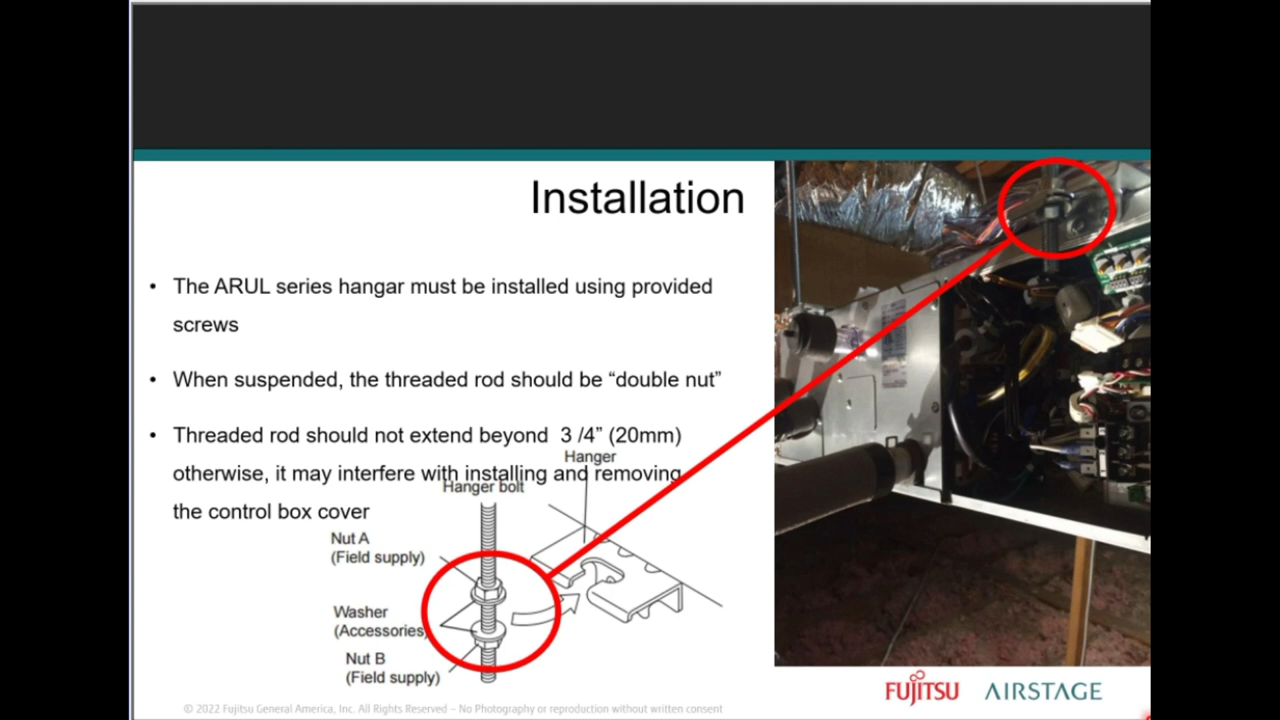 Installation
• The ARUL series hangar must be installed using provided
screws
• When suspended, the threaded rod should be “double nut”
• Threaded rod should not extend beyond 3 /4” (20mm)
otherwise, it may interfere with installing and removing
the control box cover
Hanger
Hanger bolt
Nut A
(Field supply)
Washer
(Accessories)
Nut B
(Field supply)
FUJITSU AIRSTAGE
© 2022 Fujitsu General America, Inc. All Rights Reserved – No Photography or reproduction without written consent